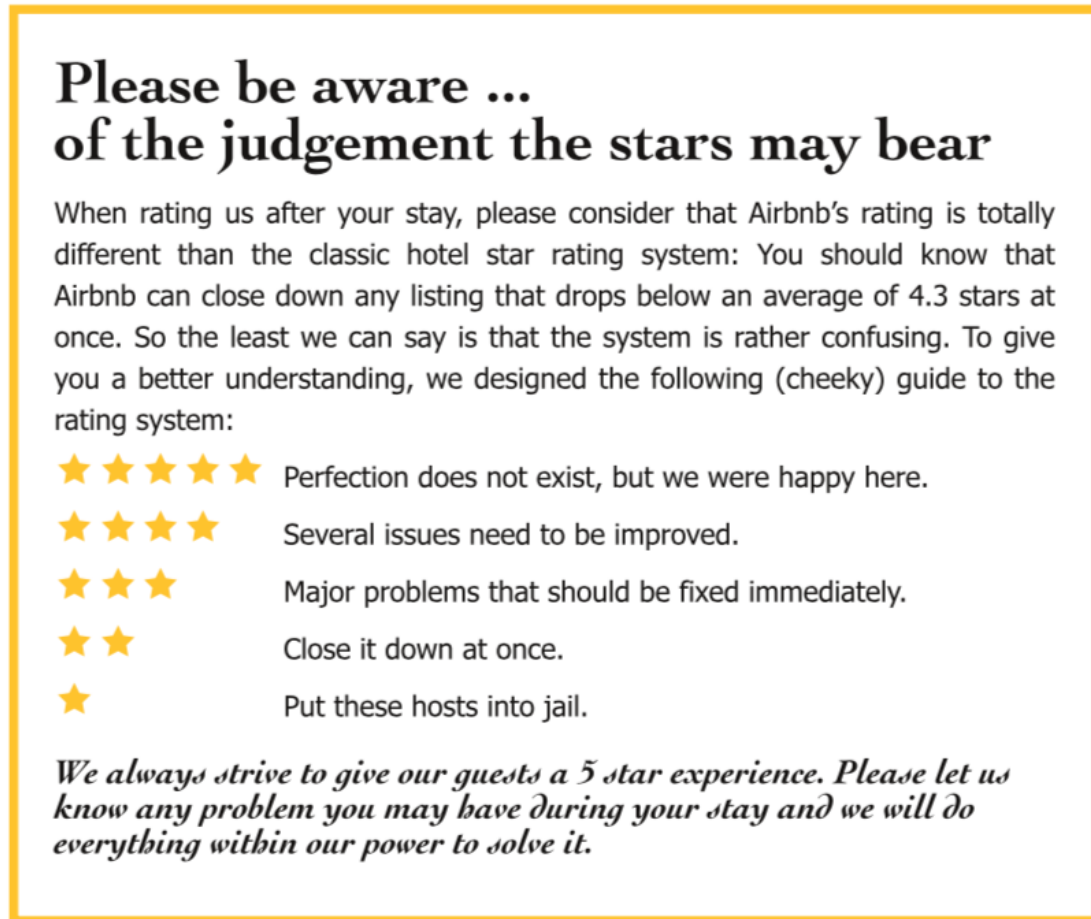 Please be aware ...
of the judgement the stars may bear
When rating us after your stay, please consider that Airbnb's rating is totally
different than the classic hotel star rating system: You should know that
Airbnb can close down any listing that drops below an average of 4.3 stars at
once. So the least we can say is that the system is rather confusing. To give
you a better understanding, we designed the following (cheeky) guide to the
rating system:
Perfection does not exist, but we were happy here.
Several issues need to be improved.
Major problems that should be fixed immediately.
Close it down at once.
Put these hosts into jail.
We always strive to give our guests a 5 star experience. Please let us
know any problem you may have during your stay and we will do
everything within our power to solve it.